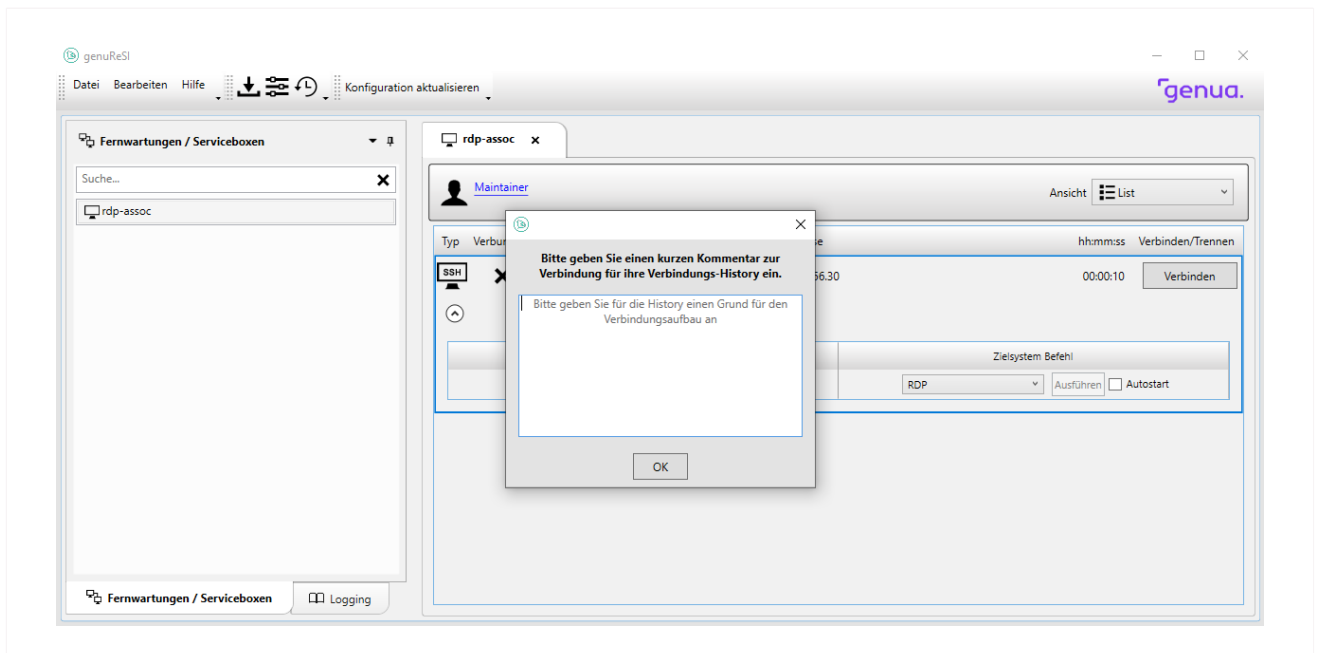 genuReSI
Datei Bearbeiten Hilfe Konfiguration aktualisieren
genua.
Fernwartungen / Serviceboxen
rdp-assoc x
Suche...
Maintainer
Ansicht List
rdp-assoc
Typ hh:mm:ss Verbinden/Trennen
Bitte geben Sie einen kurzen Kommentar zur
Verbindung für ihre Verbindungs-History ein.
SSH 00:00:10 Verbinden
Bitte geben Sie für die History einen Grund für den
Verbindungsaufbau an
Zielsystem Befehl
RDP Ausführen Autostart
OK
Fernwartungen / Serviceboxen Logging